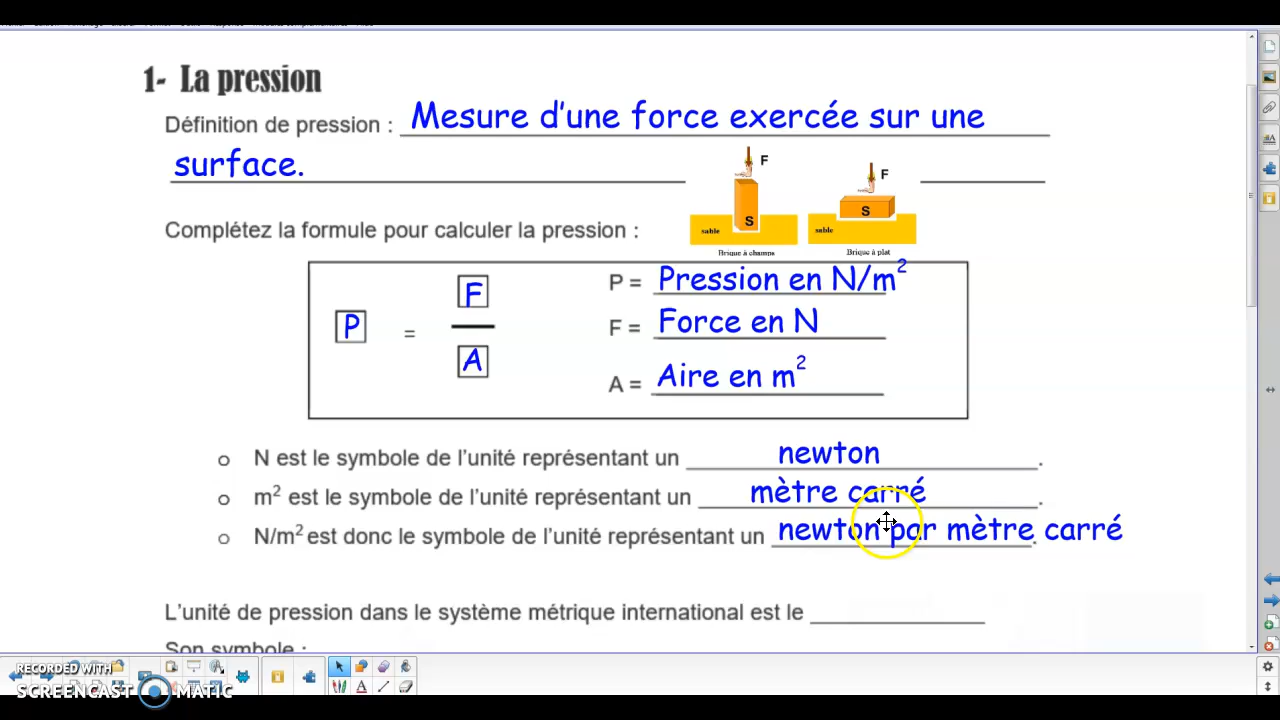 1- La pression
Définition de pression : Mesure d'une force exercée sur une
surface.
F
F
S
S
sable
sable
Brique à champs
Brique à plat
Complétez la formule pour calculer la pression :
P = F
A
P = Pression en N/m²
F = Force en N
A = Aire en m²
o N est le symbole de l'unité représentant un newton.
o m² est le symbole de l'unité représentant un mètre carré.
o N/m² est donc le symbole de l'unité représentant un newton par mètre carré.
L'unité de pression dans le système métrique international est le
Son symbole :
RECORDED WITH
SCREENCAST MATIC